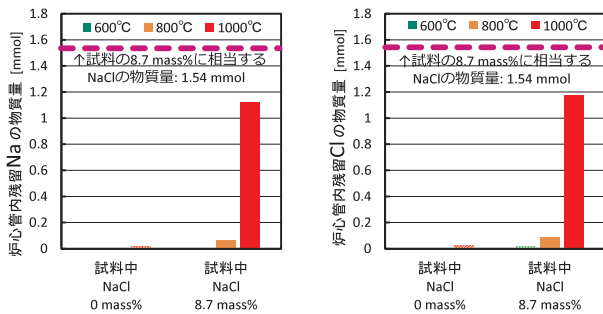 炉心管内残留Naの物質量 [mmol]
1.8
1.6
1.4
1.2
1
0.8
0.6
0.4
0.2
0
600℃ 800℃ 1000℃
↑試料の8.7 mass%に相当する
NaClの物質量: 1.54 mmol
試料中 試料中
NaCl NaCl
0 mass% 8.7 mass%
炉心管内残留Clの物質量 [mmol]
1.8
1.6
1.4
1.2
1
0.8
0.6
0.4
0.2
0
600℃ 800℃ 1000℃
↑試料の8.7 mass%に相当する
NaClの物質量: 1.54 mmol
試料中 試料中
NaCl NaCl
0 mass% 8.7 mass%